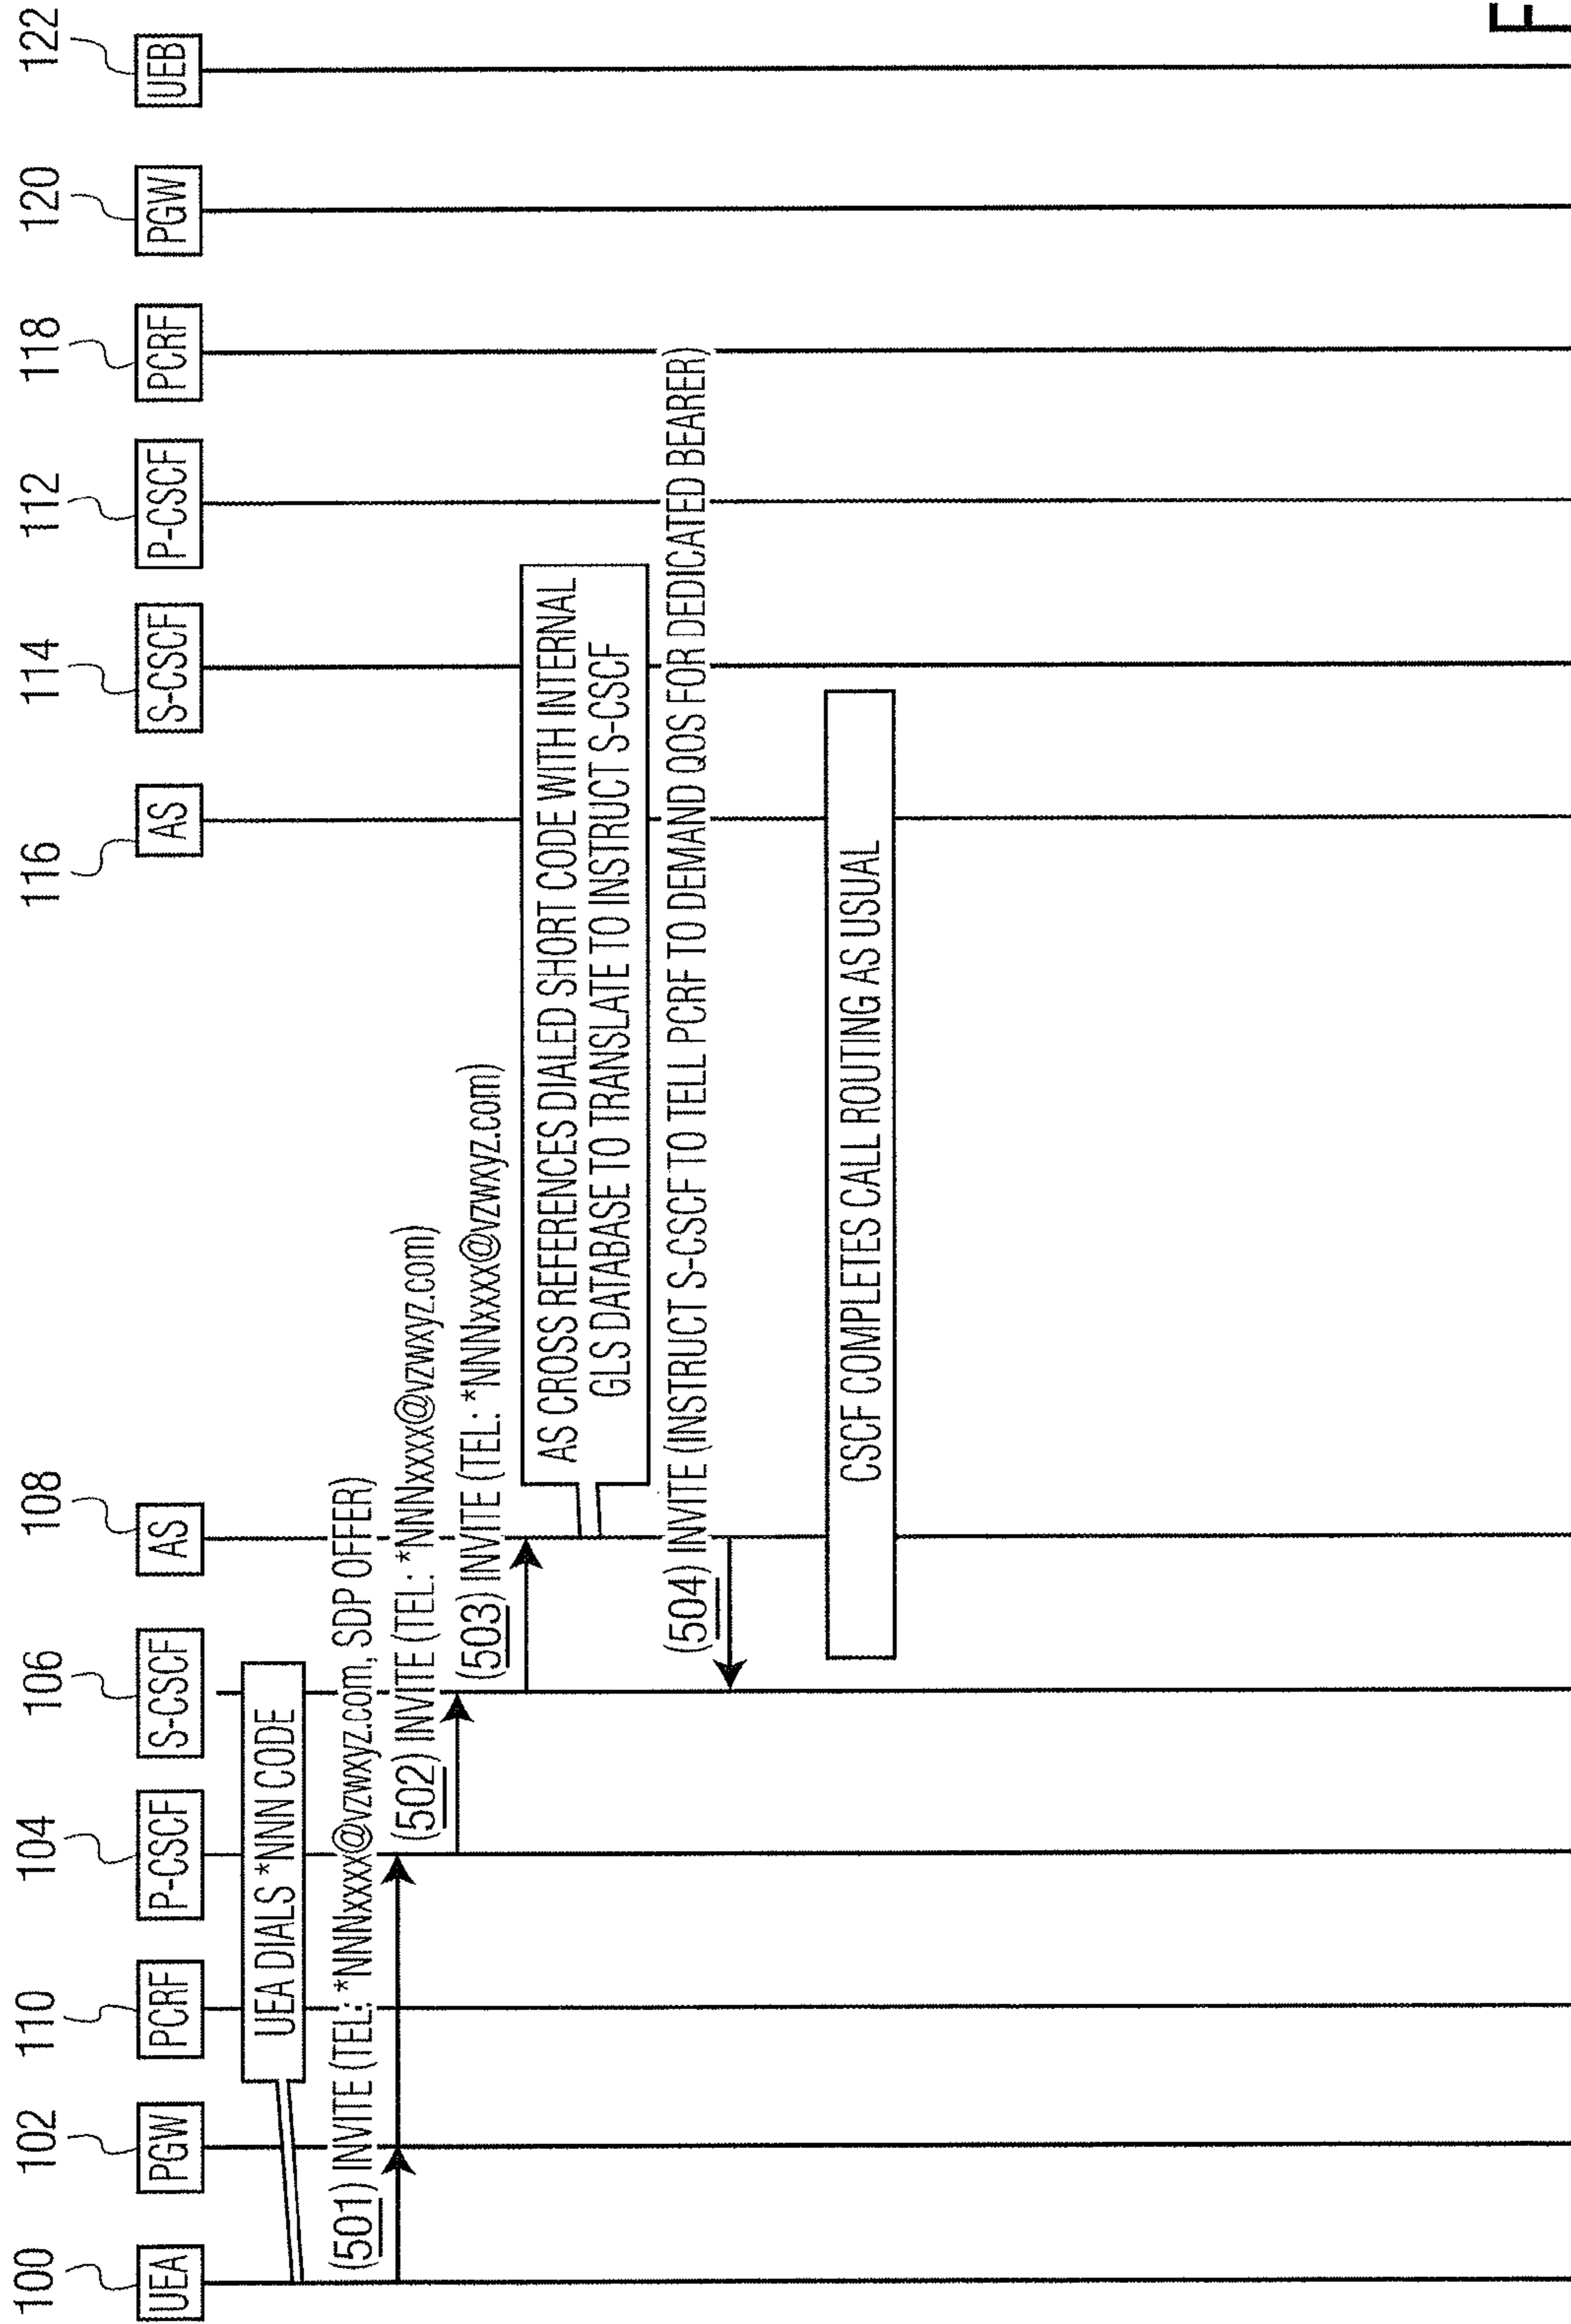 100
102
110
104
106
108
116
114
112
118
120
122
UEA
PGW
PCRF
P-CSCF
S-CSCF
AS
AS
S-CSCF
P-CSCF
PCRF
PGW
UEB
UEA DIALS *NNN CODE
(501) INVITE (TEL: *NNNxxxx@vzwxyz.com, SDP OFFER)
(502) INVITE (TEL: *NNNxxxx@vzwxyz.com)
(503) INVITE (TEL: *NNNxxxx@vzwxyz.com)
AS CROSS REFERENCES DIALED SHORT CODE WITH INTERNAL
GLS DATABASE TO TRANSLATE TO INSTRUCT S-CSCF
(504) INVITE (INSTRUCT S-CSCF TO TELL PCRF TO DEMAND QOS FOR DEDICATED BEARER)
CSCF COMPLETES CALL ROUTING AS USUAL